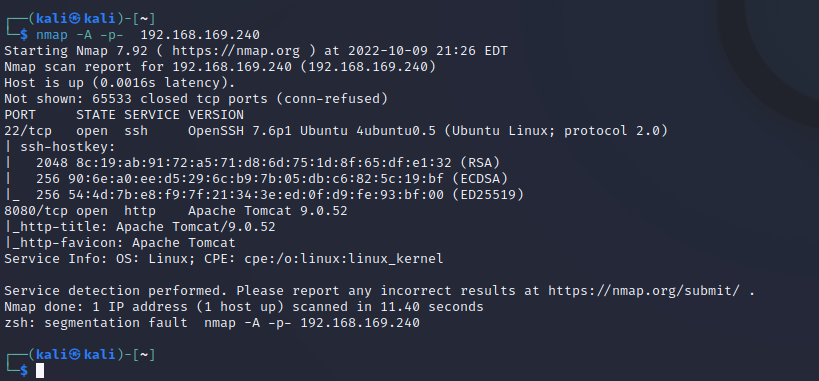 ┌──(kali㉿kali)-[~]
└─$ nmap -A -p-  192.168.169.240
Starting Nmap 7.92 ( https://nmap.org ) at 2022-10-09 21:26 EDT
Nmap scan report for 192.168.169.240 (192.168.169.240)
Host is up (0.0016s latency).
Not shown: 65533 closed tcp ports (conn-refused)
PORT     STATE SERVICE VERSION
22/tcp   open  ssh     OpenSSH 7.6p1 Ubuntu 4ubuntu0.5 (Ubuntu Linux; protocol 2.0)
| ssh-hostkey:
|   2048 8c:19:ab:91:72:a5:71:d8:6d:75:1d:8f:65:df:e1:32 (RSA)
|   256 90:6e:a0:ee:d5:29:6c:b9:7b:05:db:c6:82:5c:19:bf (ECDSA)
|_  256 54:4d:7b:e8:f9:7f:21:34:3e:ed:0f:d9:fe:93:bf:00 (ED25519)
8080/tcp open  http    Apache Tomcat 9.0.52
|_http-title: Apache Tomcat/9.0.52
|_http-favicon: Apache Tomcat
Service Info: OS: Linux; CPE: cpe:/o:linux:linux_kernel

Service detection performed. Please report any incorrect results at https://nmap.org/submit/ .
Nmap done: 1 IP address (1 host up) scanned in 11.40 seconds
zsh: segmentation fault  nmap -A -p- 192.168.169.240

┌──(kali㉿kali)-[~]
└─$